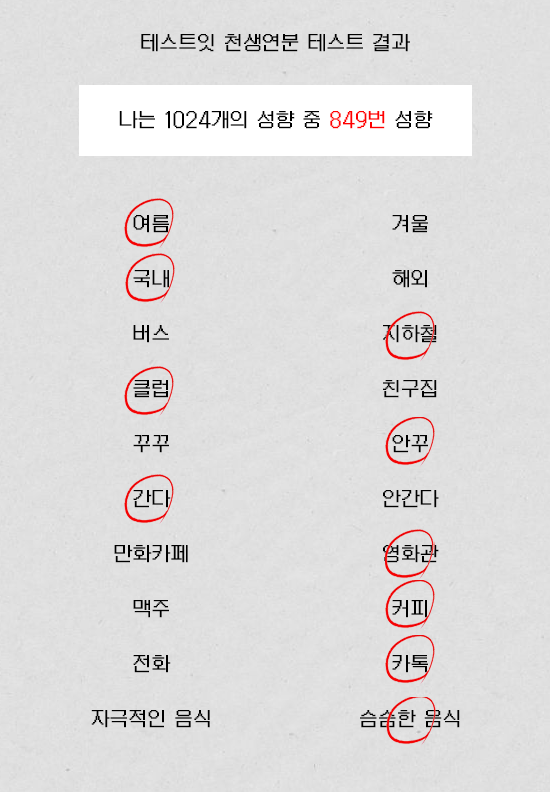 테스트잇 천생연분 테스트 결과
나는 1024개의 성향 중 849번 성향
여름 겨울
국내 해외
버스 지하철
클럽 친구집
꾸꾸 안꾸
간다 안간다
만화카페 영화관
맥주 커피
전화 카톡
자극적인 음식 슴슴한 음식